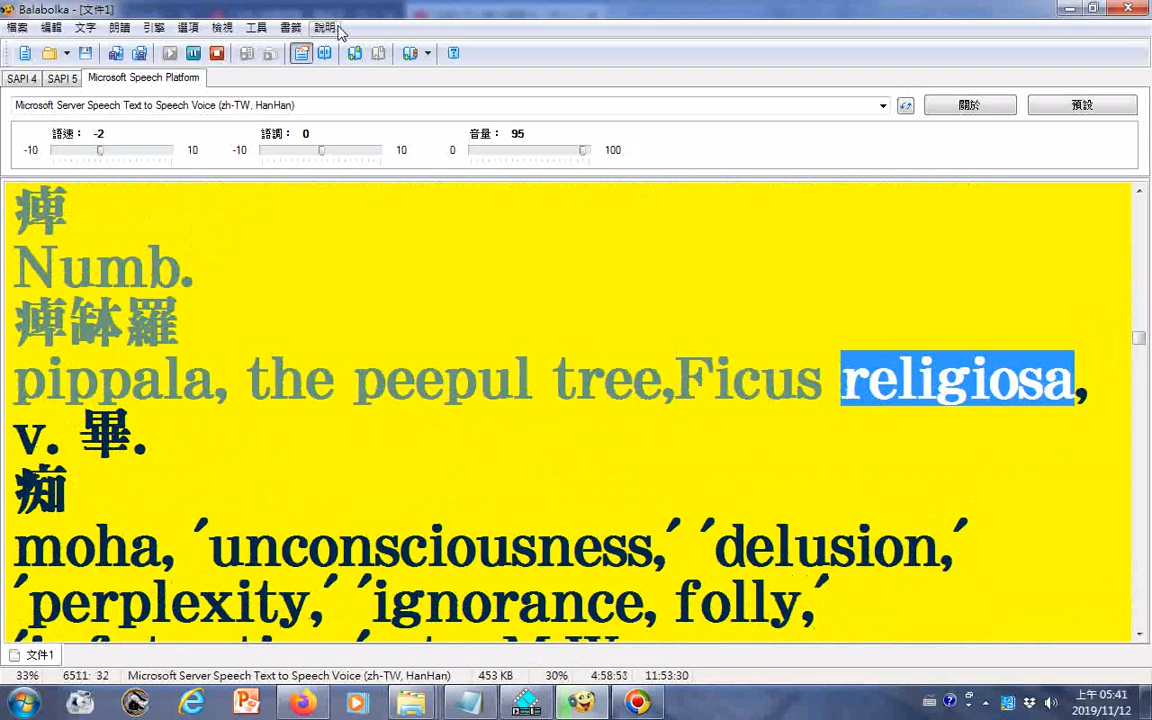 Balabolka - [文件1]
檔案 編輯 文字 朗讀 引擎 選項 檢視 工具 書籤 說明
SAPI 4 SAPI 5 Microsoft Speech Platform
Microsoft Server Speech Text to Speech Voice (zh-TW, HanHan) 關於 預設
語速： -2 語調： 0 音量： 95
-10 10 -10 10 0 100
痺
Numb.
痺缽羅
pippala, the peepul tree,Ficus religiosa,
v. 畢.
痴
moha, ′unconsciousness,′ ′delusion,′
′perplexity,′ ′ignorance, folly,′
文件1
33% 6511: 32 Microsoft Server Speech Text to Speech Voice (zh-TW, HanHan) 453 KB 30% 4:58:58 11:53:30
上午 05:41
2019/11/12